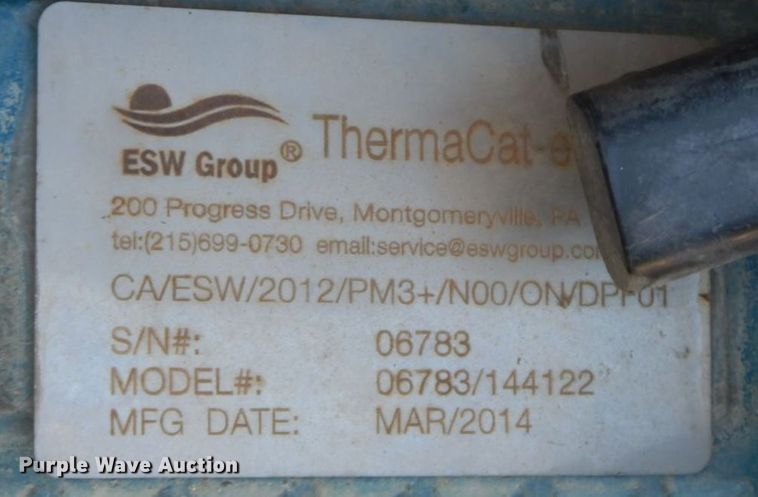 ESW Group® ThermaCat-e
200 Progress Drive, Montgomeryville, PA
tel:(215)699-0730 email:service@eswgroup.com
CA/ESW/2012/PM3+/N00/ON/DPF01
S/N#: 06783
MODEL#: 06783/144122
MFG DATE: MAR/2014
Purple Wave Auction